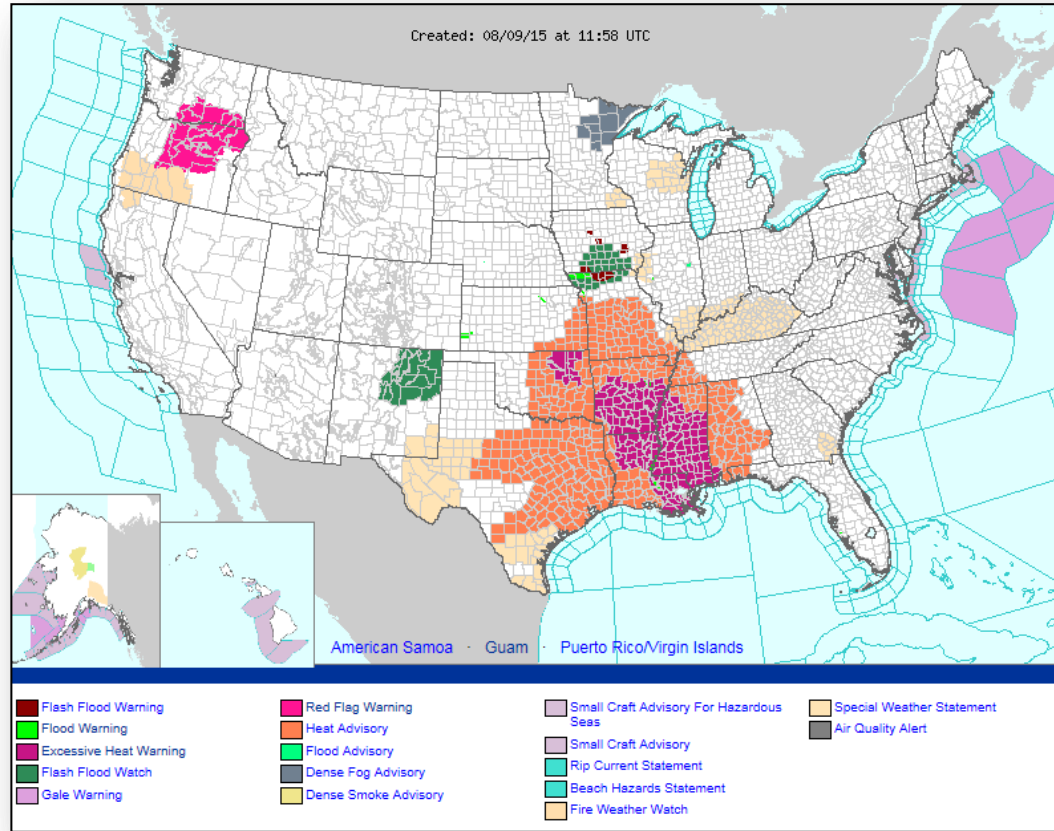 Created: 08/09/15 at 11:58 UTC
American Samoa · Guam · Puerto Rico/Virgin Islands
Flash Flood Warning
Flood Warning
Excessive Heat Warning
Flash Flood Watch
Gale Warning
Red Flag Warning
Heat Advisory
Flood Advisory
Dense Fog Advisory
Dense Smoke Advisory
Small Craft Advisory For Hazardous
Seas
Small Craft Advisory
Rip Current Statement
Beach Hazards Statement
Fire Weather Watch
Special Weather Statement
Air Quality Alert